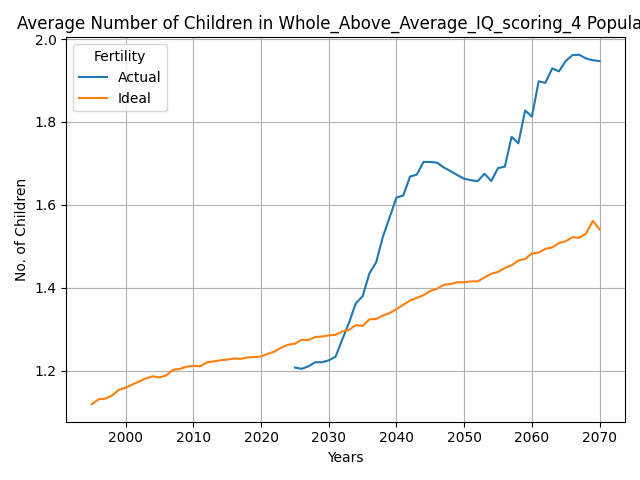 Average Number of Children in Whole_Above_Average_IQ_scoring_4 Popula
Fertility
Actual
Ideal
No. of Children
2.0
1.8
1.6
1.4
1.2
2000 2010 2020 2030 2040 2050 2060 2070
Years